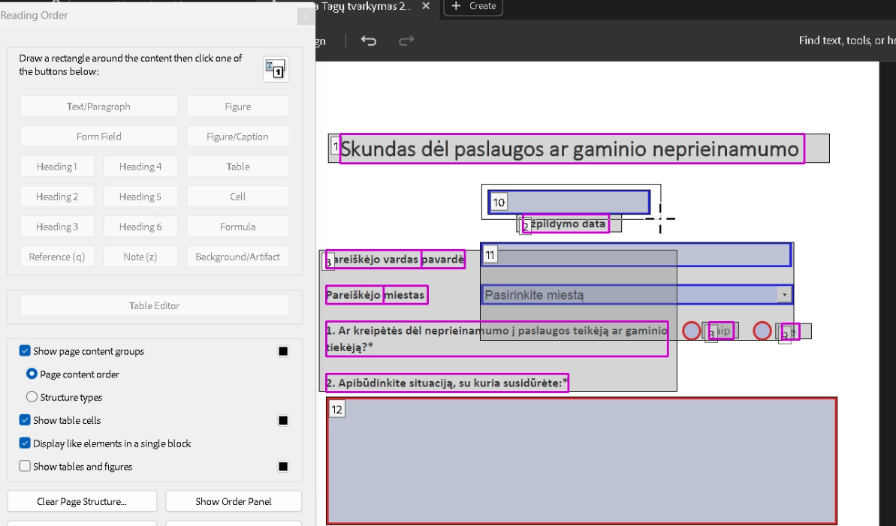 Reading Order
a Tagų tvarkymas 2...
Create
gn
Find text, tools, or he
Draw a rectangle around the content then click one of
the buttons below:
Text/Paragraph
Figure
Form Field
Figure/Caption
Heading 1
Heading 4
Table
Heading 2
Heading 5
Cell
Heading 3
Heading 6
Formula
Reference (q)
Note (z)
Background/Artifact
Table Editor
Show page content groups
Page content order
Structure types
Show table cells
Display like elements in a single block
Show tables and figures
Clear Page Structure...
Show Order Panel
1
Skundas dėl paslaugos ar gaminio neprieinamumo
10
2
žpildymo data
3
areiškėjo vardas pavardė
11
Pareiškėjo miestas
Pasirinkite miestą
1. Ar kreipėtės dėl neprieinamumo į paslaugos teikėją ar gaminio
tiekėją?*
aip
2. Apibūdinkite situaciją, su kuria susidūrėte:*
12